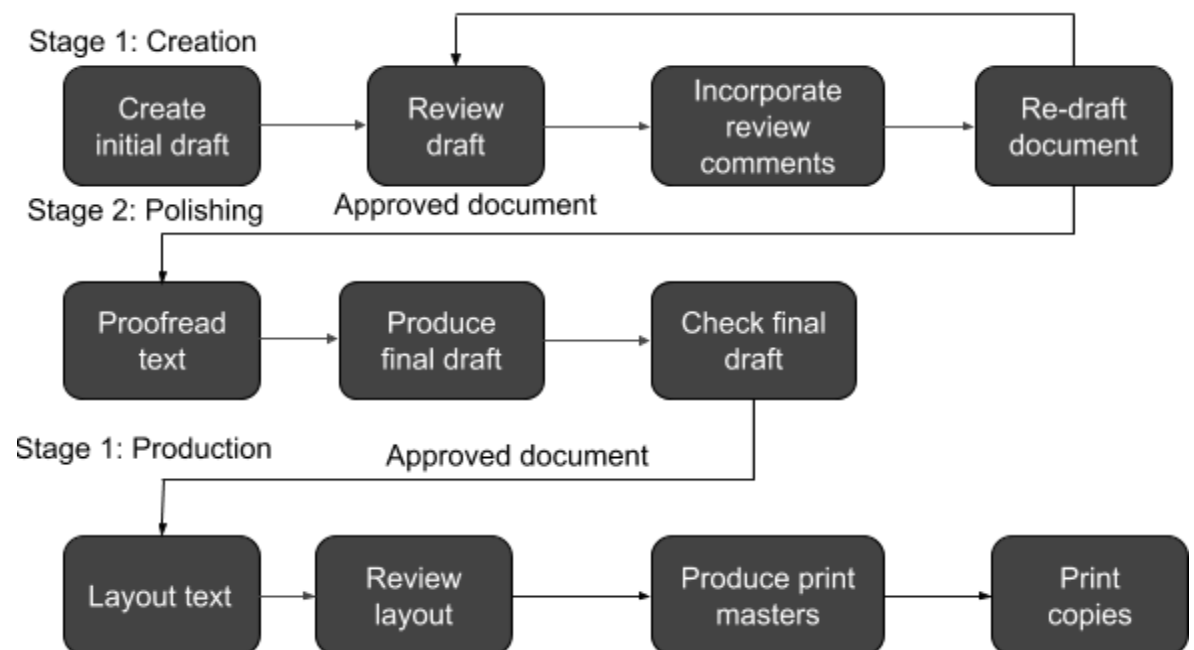 Stage 1: Creation
Create
initial draft
Review
draft
Incorporate
review
comments
Re-draft
document
Stage 2: Polishing
Approved document
Proofread
text
Produce
final draft
Check final
draft
Stage 1: Production
Approved document
Layout text
Review
layout
Produce print
masters
Print
copies